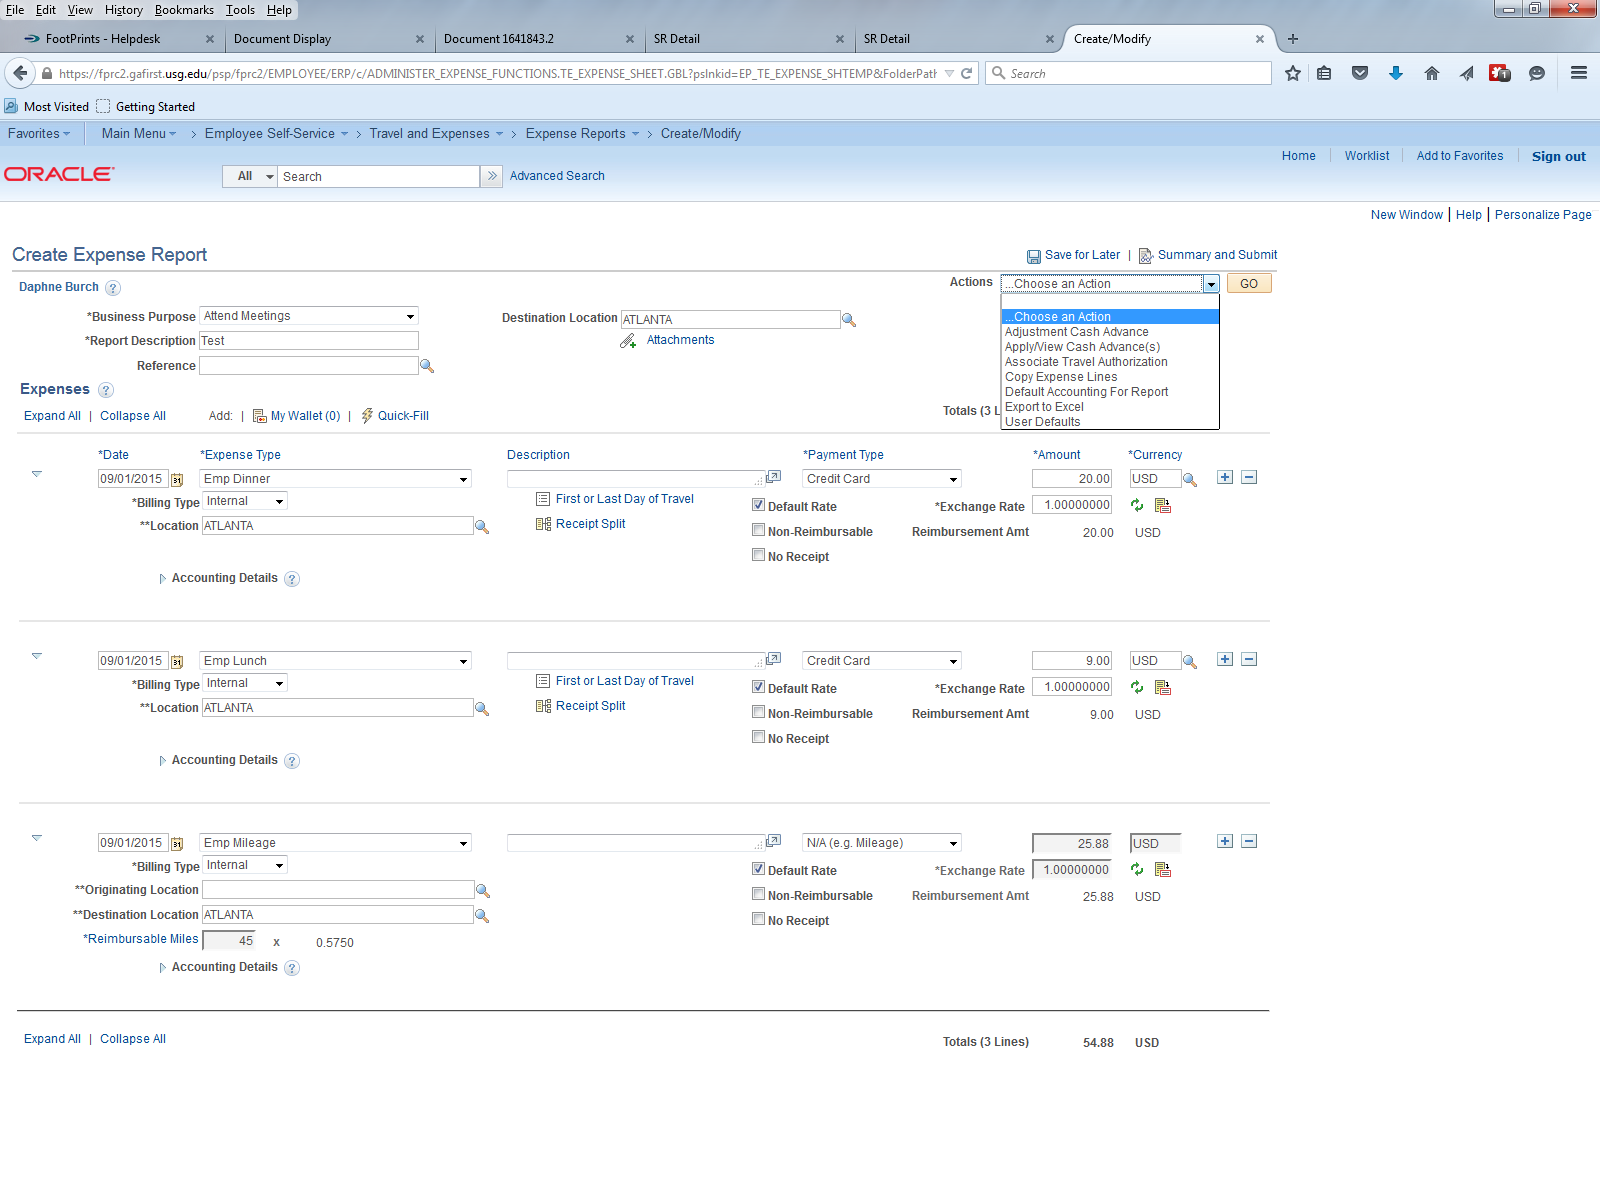 File Edit View History Bookmarks Tools Help
FootPrints - Helpdesk Document Display Document 1641843.2 SR Detail SR Detail Create/Modify
https://fprc2.gafirst.usg.edu/psp/fprc2/EMPLOYEE/ERP/c/ADMINISTER_EXPENSE_FUNCTIONS.TE_EXPENSE_SHEET.GBL?pslnkid=EP_TE_EXPENSE_SHTEMP&FolderPath Search 1
Most Visited Getting Started
Favorites Main Menu > Employee Self-Service > Travel and Expenses > Expense Reports > Create/Modify
Home Worklist Add to Favorites Sign out
ORACLE All Search Advanced Search
New Window | Help | Personalize Page
Create Expense Report Save for Later | Summary and Submit
Daphne Burch ? Actions ...Choose an Action GO
*Business Purpose Attend Meetings Destination Location ATLANTA
...Choose an Action
Adjustment Cash Advance
Apply/View Cash Advance(s)
Associate Travel Authorization
Copy Expense Lines
Default Accounting For Report
Export to Excel
User Defaults
*Report Description Test Attachments
Reference
Expenses ?
Expand All | Collapse All Add: | My Wallet (0) | Quick-Fill Totals (3 L
*Date *Expense Type Description *Payment Type *Amount *Currency
09/01/2015 31 Emp Dinner Credit Card 20.00 USD
*Billing Type Internal First or Last Day of Travel Default Rate *Exchange Rate 1.00000000
**Location ATLANTA Receipt Split Non-Reimbursable Reimbursement Amt 20.00 USD
No Receipt
Accounting Details ?
09/01/2015 31 Emp Lunch Credit Card 9.00 USD
*Billing Type Internal First or Last Day of Travel Default Rate *Exchange Rate 1.00000000
**Location ATLANTA Receipt Split Non-Reimbursable Reimbursement Amt 9.00 USD
No Receipt
Accounting Details ?
09/01/2015 31 Emp Mileage N/A (e.g. Mileage) 25.88 USD
*Billing Type Internal Default Rate *Exchange Rate 1.00000000
**Originating Location Non-Reimbursable Reimbursement Amt 25.88 USD
**Destination Location ATLANTA No Receipt
*Reimbursable Miles 45 x 0.5750
Accounting Details ?
Expand All | Collapse All Totals (3 Lines) 54.88 USD